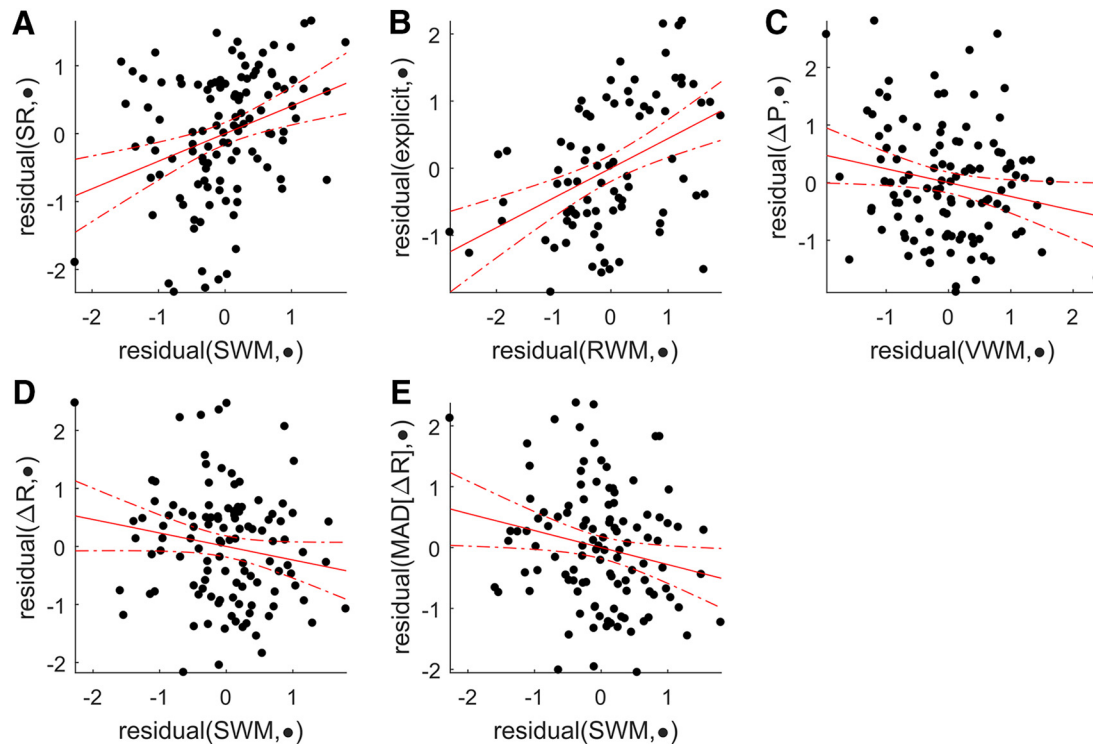 A
residual(SR,●)
1
0
-1
-2
-2
-1
0
1
residual(SWM,●)
B
residual(explicit,●)
2
1
0
-1
-2
-1
0
1
residual(RWM,●)
C
residual(ΔP,●)
2
1
0
-1
-1
0
1
2
residual(VWM,●)
D
residual(ΔR,●)
2
1
0
-1
-2
-2
-1
0
1
residual(SWM,●)
E
residual(MAD[ΔR],●)
2
1
0
-1
-2
-2
-1
0
1
residual(SWM,●)